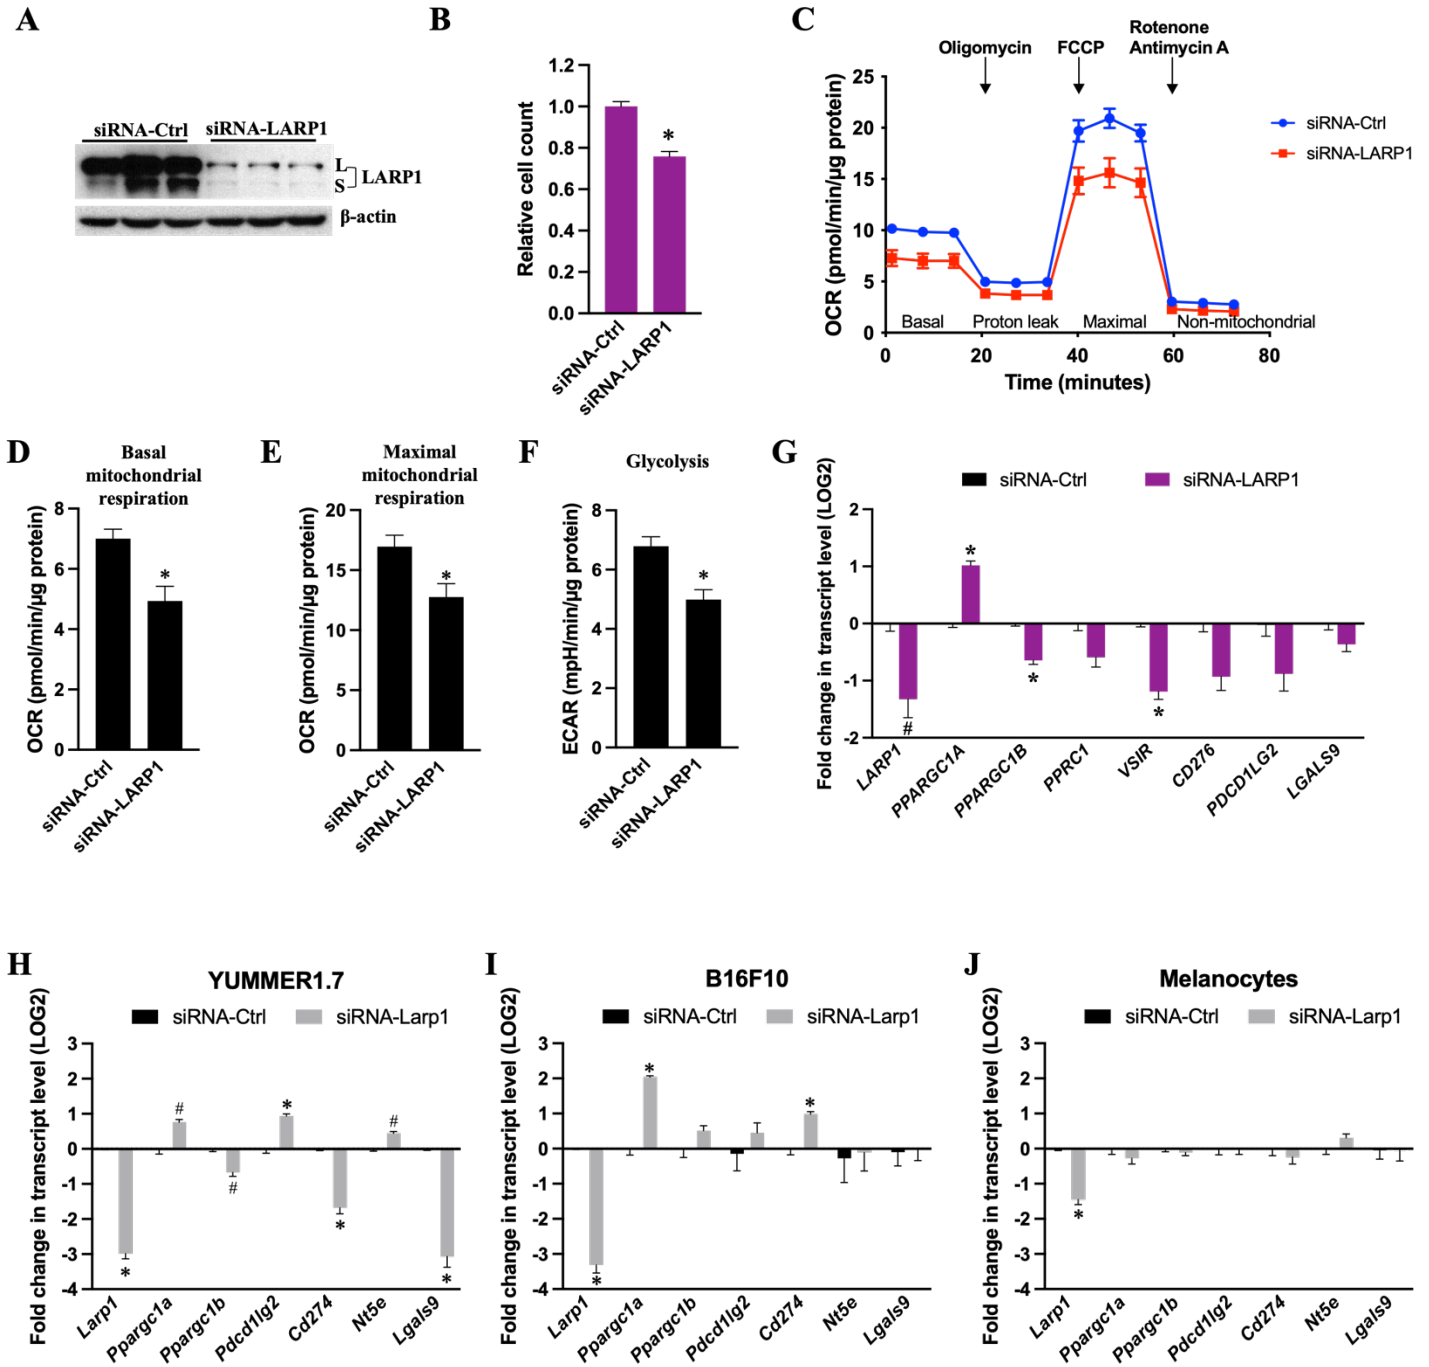 A
siRNA-Ctrl siRNA-LARP1
L
S
LARP1
β-actin
B
Relative cell count
1.2
1.0
0.8
0.6
0.4
0.2
0.0
*
siRNA-Ctrl
siRNA-LARP1
C
Oligomycin
FCCP
Rotenone
Antimycin A
OCR (pmol/min/μg protein)
25
20
15
10
5
0
siRNA-Ctrl
siRNA-LARP1
Basal Proton leak Maximal Non-mitochondrial
0 20 40 60 80
Time (minutes)
D
Basal
mitochondrial
respiration
OCR (pmol/min/μg protein)
8
6
4
2
0
*
siRNA-Ctrl
siRNA-LARP1
E
Maximal
mitochondrial
respiration
OCR (pmol/min/μg protein)
20
15
10
5
0
*
siRNA-Ctrl
siRNA-LARP1
F
Glycolysis
ECAR (mpH/min/μg protein)
8
6
4
2
0
*
siRNA-Ctrl
siRNA-LARP1
G
siRNA-Ctrl siRNA-LARP1
Fold change in transcript level (LOG2)
2
1
0
-1
-2
#
*
*
*
LARP1
PPARGC1A
PPARGC1B
PPRC1
VSIR
CD276
PDCD1LG2
LGALS9
H
YUMMER1.7
siRNA-Ctrl siRNA-Larp1
Fold change in transcript level (LOG2)
3
2
1
0
-1
-2
-3
-4
*
#
#
*
*
#
*
Larp1
Ppargc1a
Ppargc1b
Pdcd1lg2
Cd274
Nt5e
Lgals9
I
B16F10
siRNA-Ctrl siRNA-Larp1
Fold change in transcript level (LOG2)
3
2
1
0
-1
-2
-3
-4
*
*
*
Larp1
Ppargc1a
Ppargc1b
Pdcd1lg2
Cd274
Nt5e
Lgals9
J
Melanocytes
siRNA-Ctrl siRNA-Larp1
Fold change in transcript level (LOG2)
3
2
1
0
-1
-2
-3
-4
*
Larp1
Ppargc1a
Ppargc1b
Pdcd1lg2
Cd274
Nt5e
Lgals9